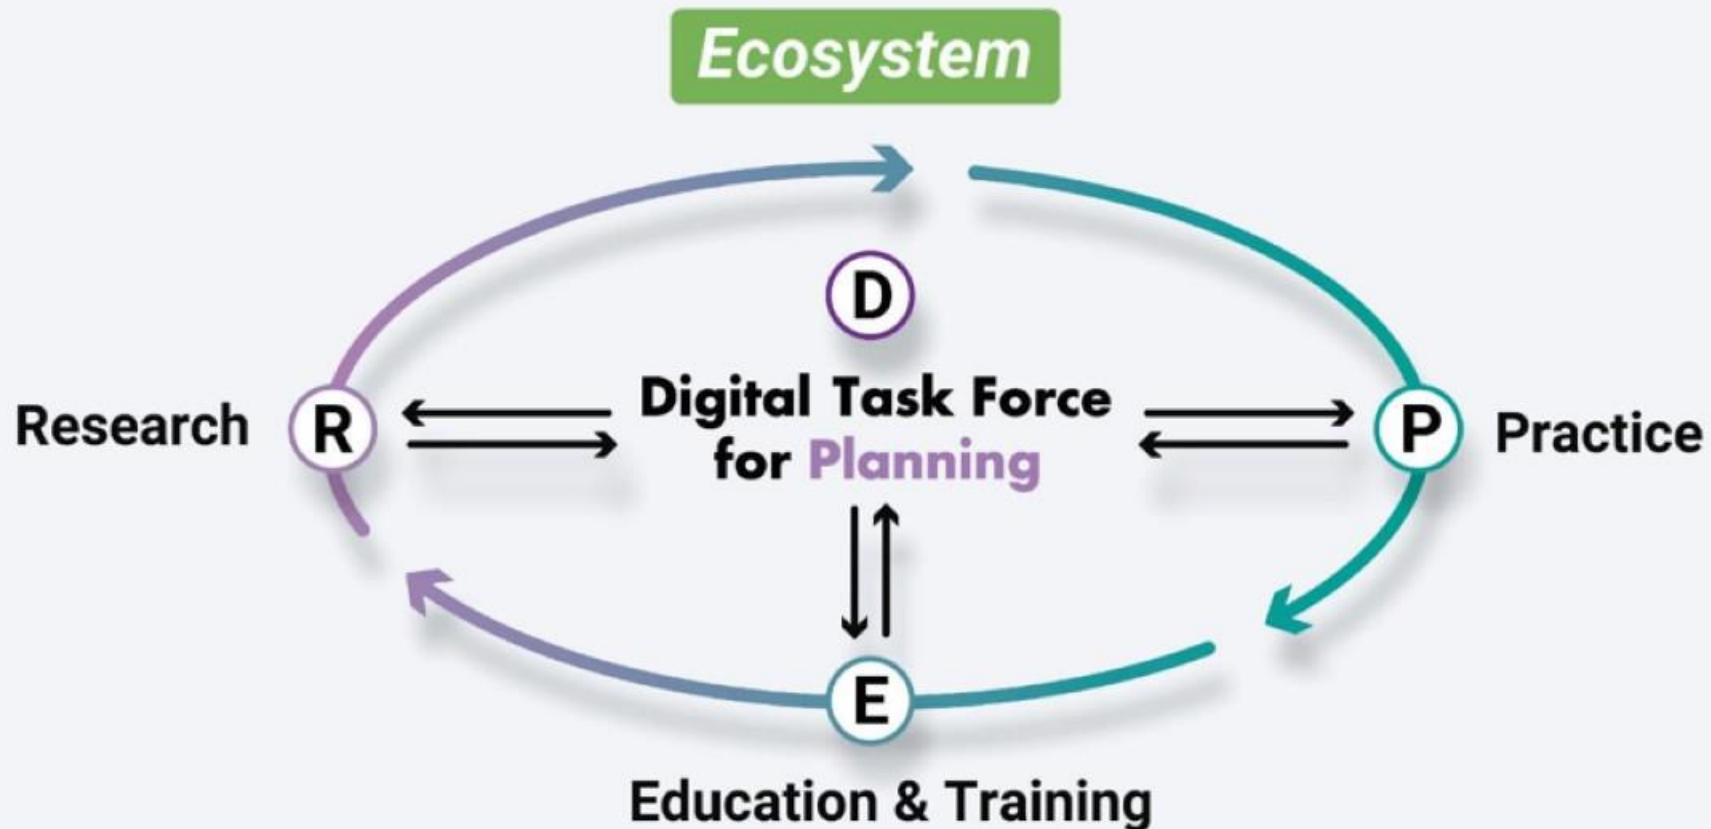 Ecosystem
D
Digital Task Force
for Planning
Research
R
P
Practice
E
Education & Training